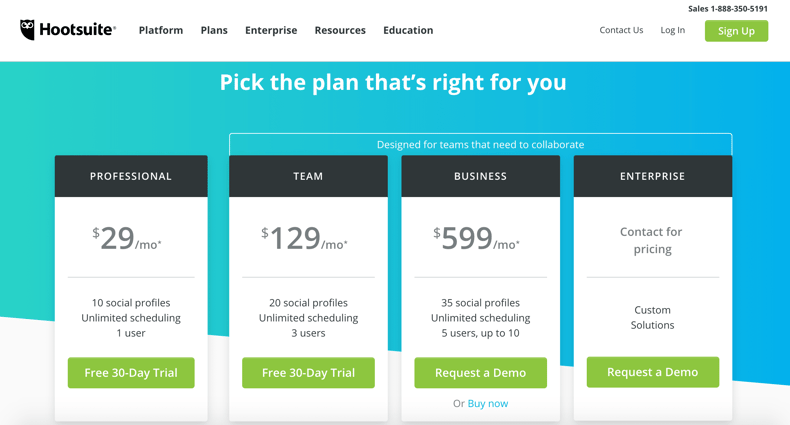 Sales 1-888-350-5191
Hootsuite®
Platform Plans Enterprise Resources Education
Contact Us Log In Sign Up
Pick the plan that’s right for you
Designed for teams that need to collaborate
PROFESSIONAL
$29/mo*
10 social profiles
Unlimited scheduling
1 user
Free 30-Day Trial
TEAM
$129/mo*
20 social profiles
Unlimited scheduling
3 users
Free 30-Day Trial
BUSINESS
$599/mo*
35 social profiles
Unlimited scheduling
5 users, up to 10
Request a Demo
Or Buy now
ENTERPRISE
Contact for
pricing
Custom
Solutions
Request a Demo